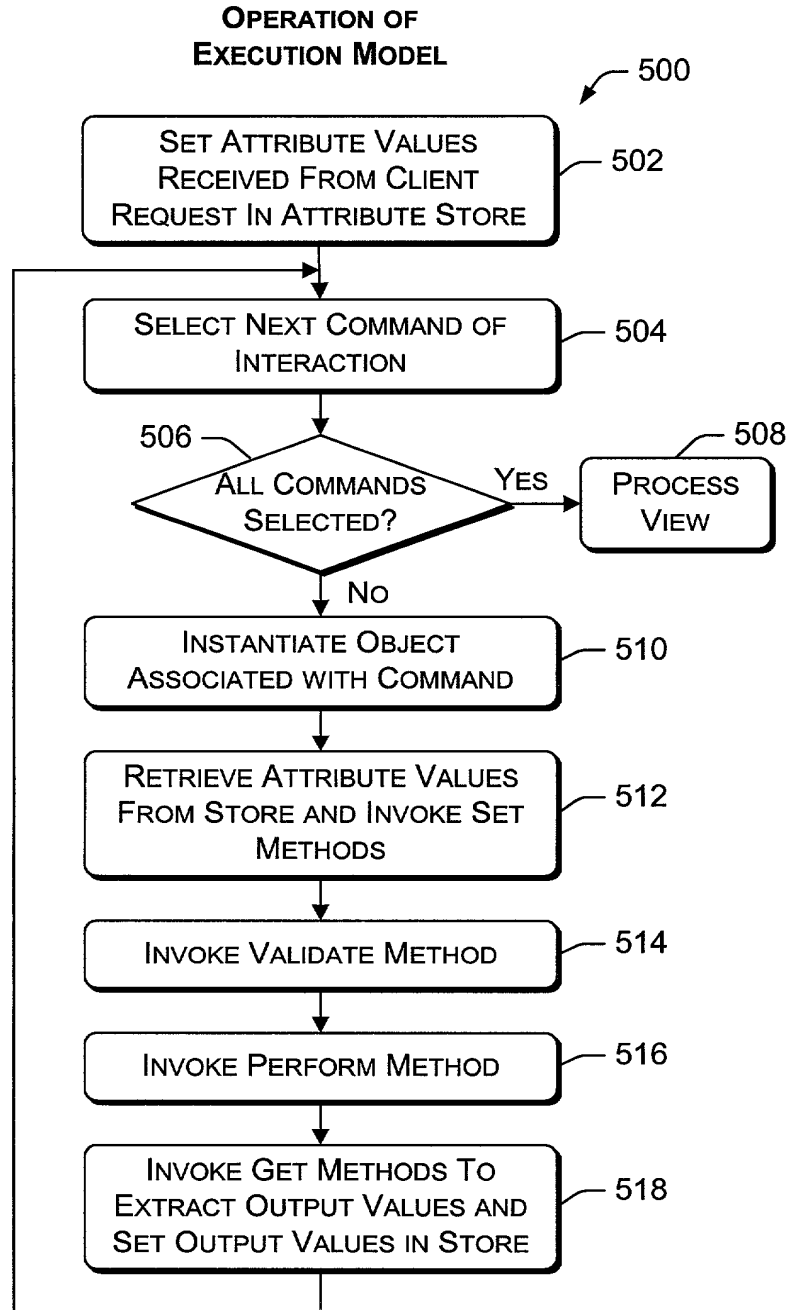 OPERATION OF
EXECUTION MODEL
500
SET ATTRIBUTE VALUES
RECEIVED FROM CLIENT
REQUEST IN ATTRIBUTE STORE
502
SELECT NEXT COMMAND OF
INTERACTION
504
506
ALL COMMANDS
SELECTED?
YES
508
PROCESS
VIEW
NO
INSTANTIATE OBJECT
ASSOCIATED WITH COMMAND
510
RETRIEVE ATTRIBUTE VALUES
FROM STORE AND INVOKE SET
METHODS
512
INVOKE VALIDATE METHOD
514
INVOKE PERFORM METHOD
516
INVOKE GET METHODS TO
EXTRACT OUTPUT VALUES AND
SET OUTPUT VALUES IN STORE
518